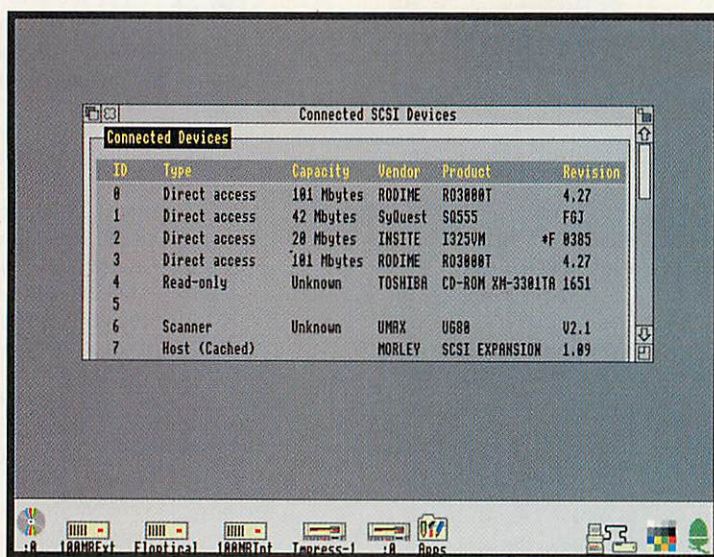 Connected SCSI Devices
Connected Devices
ID Type Capacity Vendor Product Revision
0 Direct access 101 Mbytes RODIME RO3000T 4.27
1 Direct access 42 Mbytes SyQuest SQ555 FGJ
2 Direct access 20 Mbytes INSITE I325VM *F 0385
3 Direct access 101 Mbytes RODIME RO3000T 4.27
4 Read-only Unknown TOSHIBA CD-ROM XM-3301TA 1651
5
6 Scanner Unknown UMAX UG80 V2.1
7 Host (Cached) MORLEY SCSI EXPANSION 1.09
:0 100MBExt Floptical 100MBInt Impress-1 :0 Apps